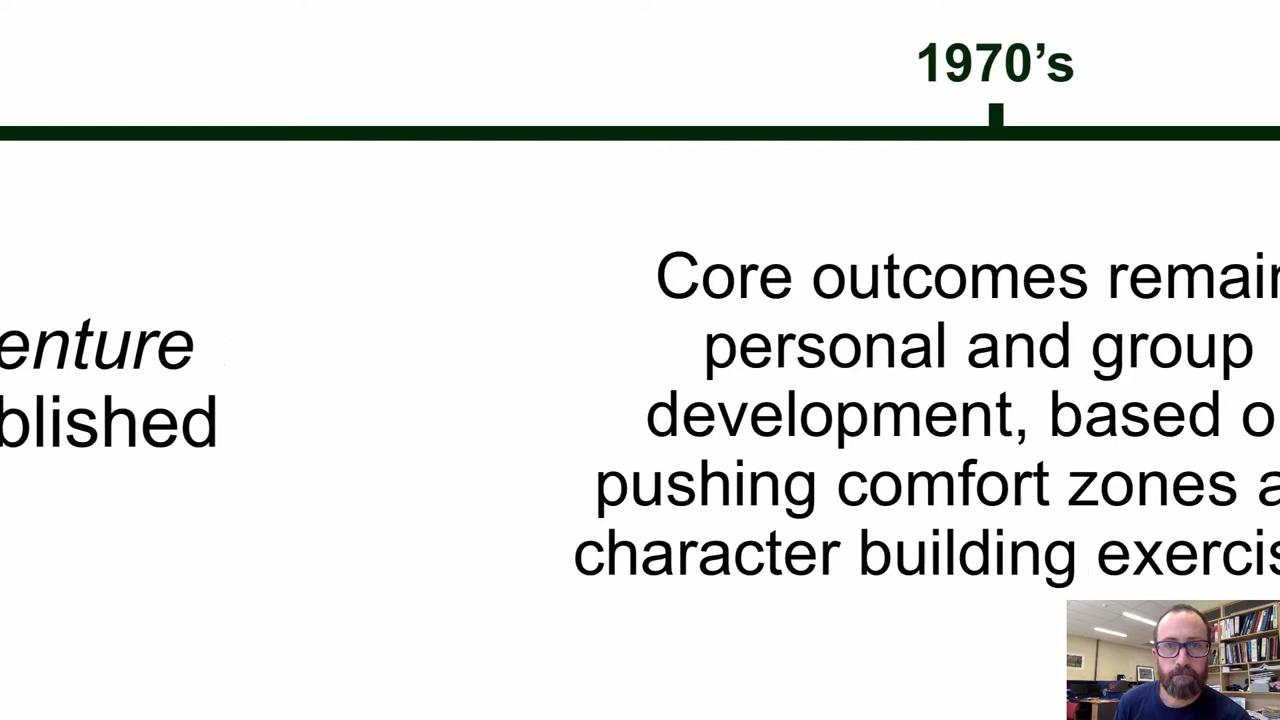 1970’s
enture
blished
Core outcomes remain
personal and group
development, based o
pushing comfort zones a
character building exercis